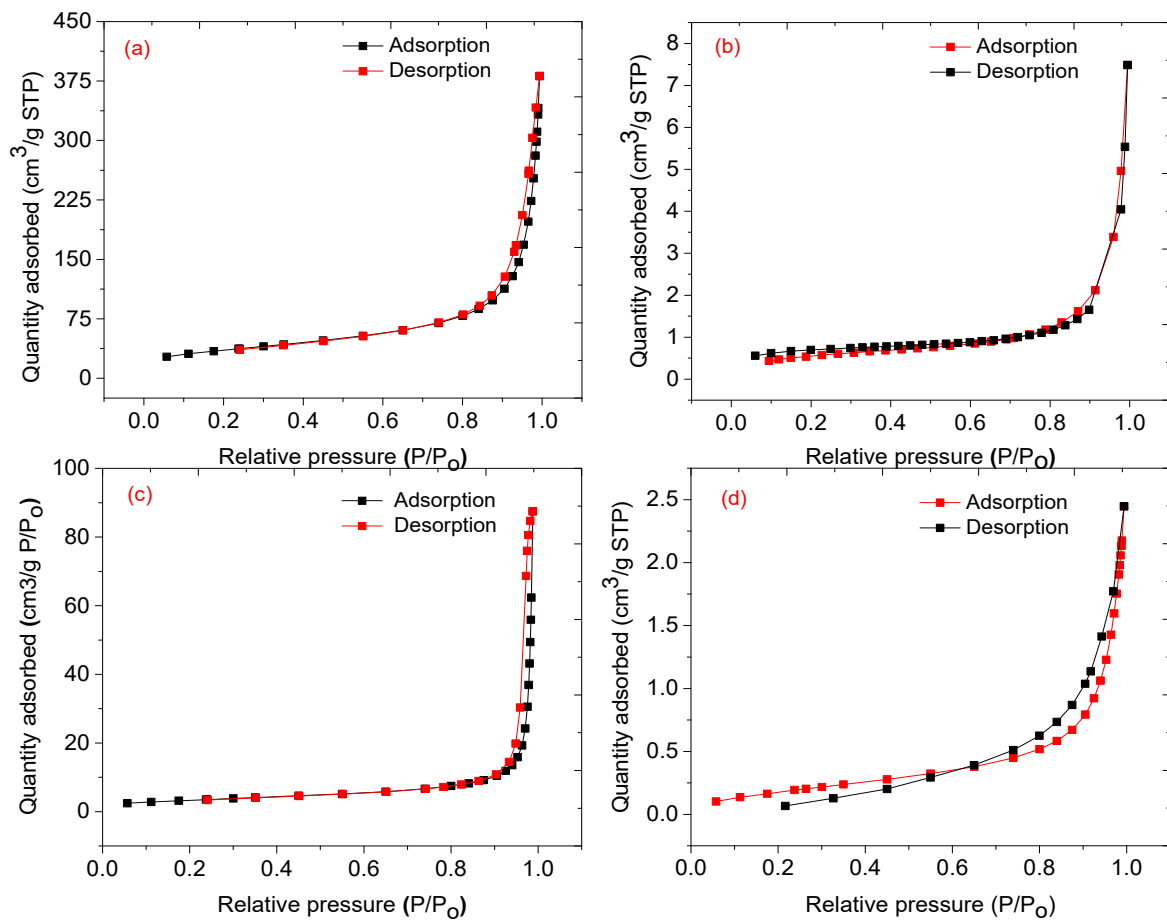 (a)
Adsorption
Desorption
450
375
300
225
150
75
0
Quantity adsorbed (cm³/g STP)
0.0 0.2 0.4 0.6 0.8 1.0
Relative pressure (P/Po)
(b)
Adsorption
Desorption
8
7
6
5
4
3
2
1
0
Quantity adsorbed (cm³/g STP)
0.0 0.2 0.4 0.6 0.8 1.0
Relative pressure (P/Po)
(c)
Adsorption
Desorption
100
80
60
40
20
0
Quantity adsorbed (cm3/g P/Po)
0.0 0.2 0.4 0.6 0.8 1.0
Relative pressure (P/Po)
(d)
Adsorption
Desorption
2.5
2.0
1.5
1.0
0.5
0.0
Quantity adsorbed (cm³/g STP)
0.0 0.2 0.4 0.6 0.8 1.0
Relative pressure (P/Po)